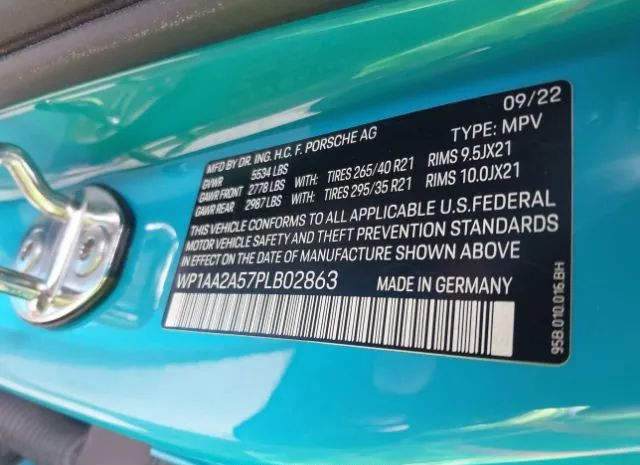 09/22
MFD BY DR. ING. H.C. F. PORSCHE AG TYPE: MPV
GVWR 5534 LBS
GAWR FRONT 2778 LBS WITH: TIRES 265/40 R21 RIMS 9.5JX21
GAWR REAR 2987 LBS WITH: TIRES 295/35 R21 RIMS 10.0JX21
THIS VEHICLE CONFORMS TO ALL APPLICABLE U.S.FEDERAL
MOTOR VEHICLE SAFETY AND THEFT PREVENTION STANDARDS
IN EFFECT ON THE DATE OF MANUFACTURE SHOWN ABOVE
WP1AA2A57PLB02863 MADE IN GERMANY
95B.010.016.BH